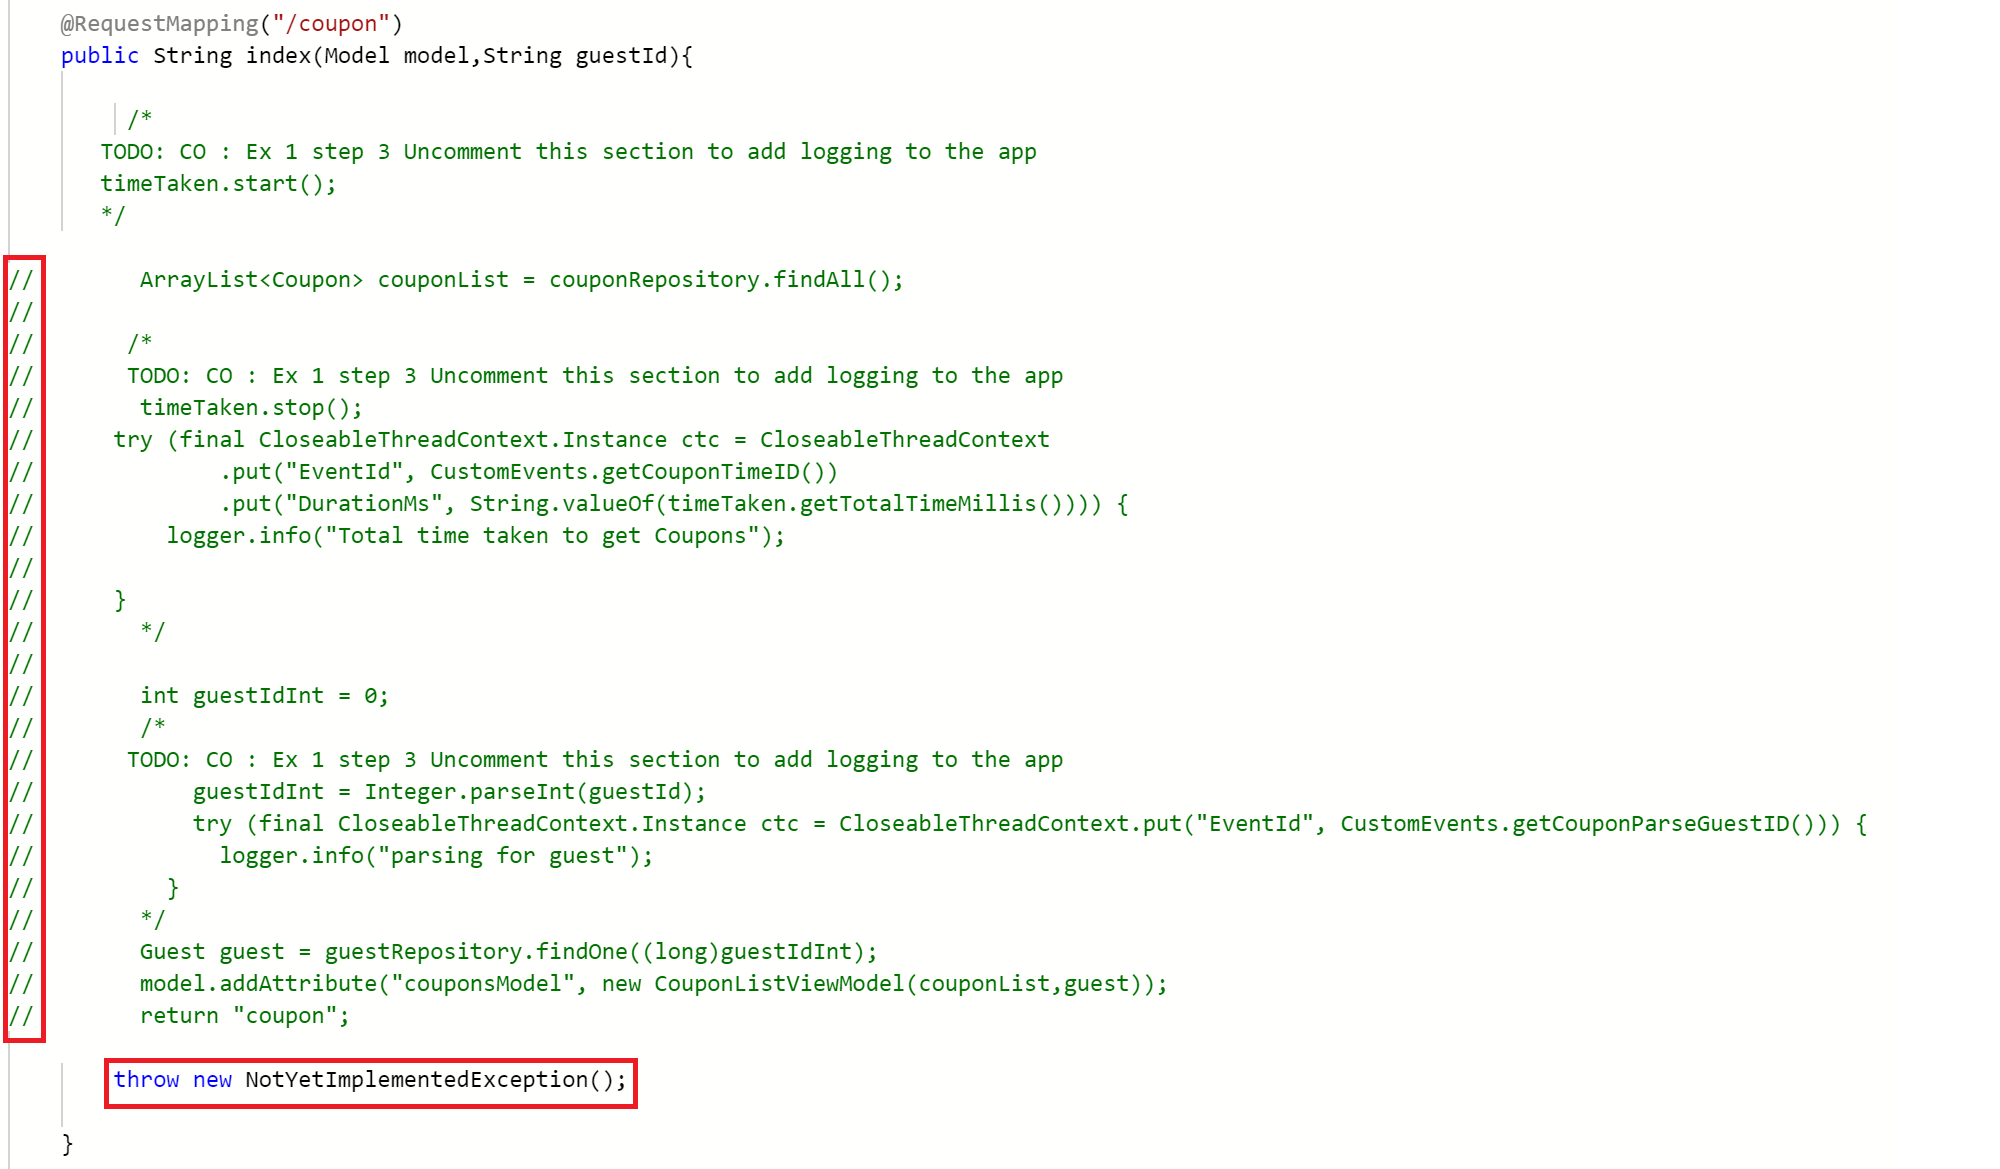 @RequestMapping("/coupon")
public String index(Model model,String guestId){
/*
TODO: CO : Ex 1 step 3 Uncomment this section to add logging to the app
timeTaken.start();
*/
//        ArrayList<Coupon> couponList = couponRepository.findAll();
//
//       /*
//       TODO: CO : Ex 1 step 3 Uncomment this section to add logging to the app
//        timeTaken.stop();
//      try (final CloseableThreadContext.Instance ctc = CloseableThreadContext
//              .put("EventId", CustomEvents.getCouponTimeID())
//              .put("DurationMs", String.valueOf(timeTaken.getTotalTimeMillis()))) {
//          logger.info("Total time taken to get Coupons");
//
//      }
//        */
//
//        int guestIdInt = 0;
//        /*
//       TODO: CO : Ex 1 step 3 Uncomment this section to add logging to the app
//            guestIdInt = Integer.parseInt(guestId);
//            try (final CloseableThreadContext.Instance ctc = CloseableThreadContext.put("EventId", CustomEvents.getCouponParseGuestID())) {
//              logger.info("parsing for guest");
//          }
//        */
//        Guest guest = guestRepository.findOne((long)guestIdInt);
//        model.addAttribute("couponsModel", new CouponListViewModel(couponList,guest));
//        return "coupon";
throw new NotYetImplementedException();
}